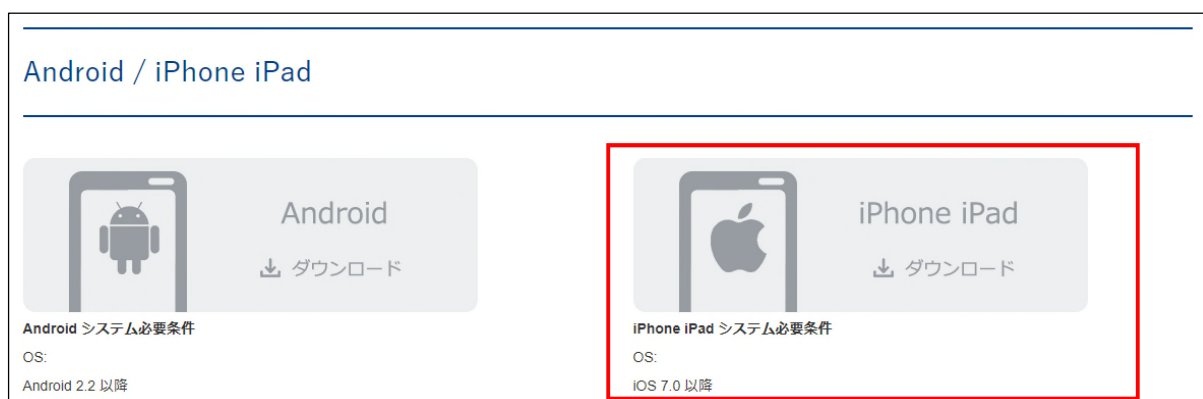 Android / iPhone iPad
Android
ダウンロード
Android システム必要条件
OS:
Android 2.2 以降
iPhone iPad
ダウンロード
iPhone iPad システム必要条件
OS:
iOS 7.0 以降